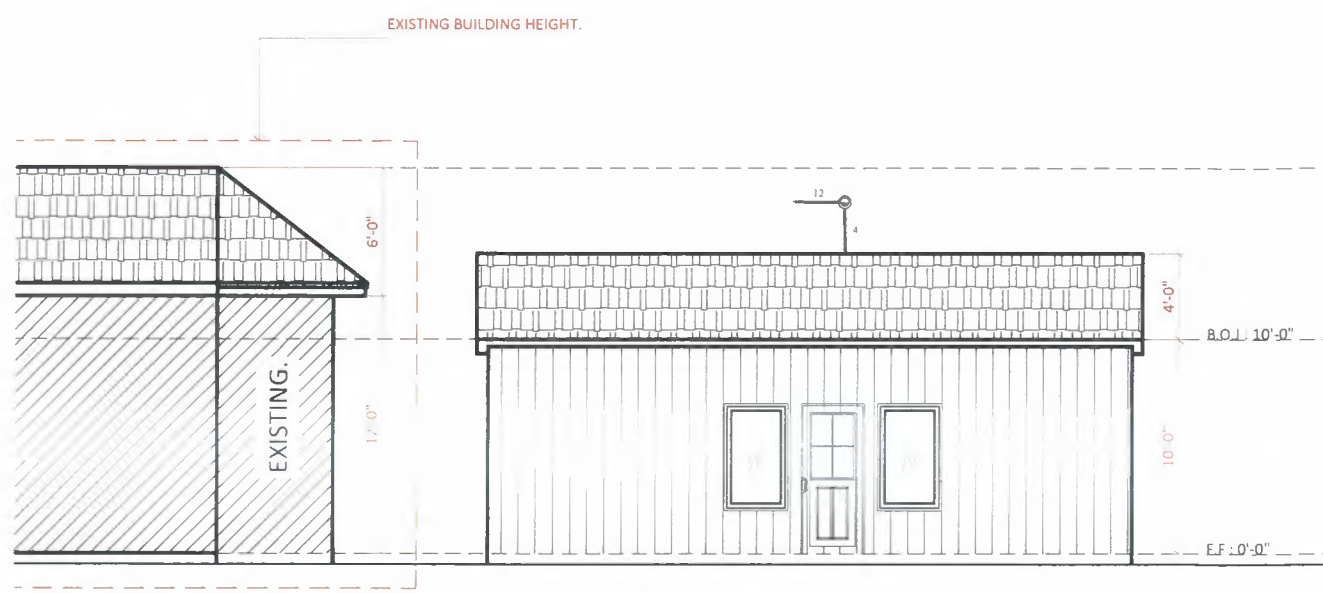 EXISTING BUILDING HEIGHT.
12
4
6'-0"
4'-0"
B.O.J.: 10'-0"
EXISTING.
10'-0"
F.F : 0'-0"